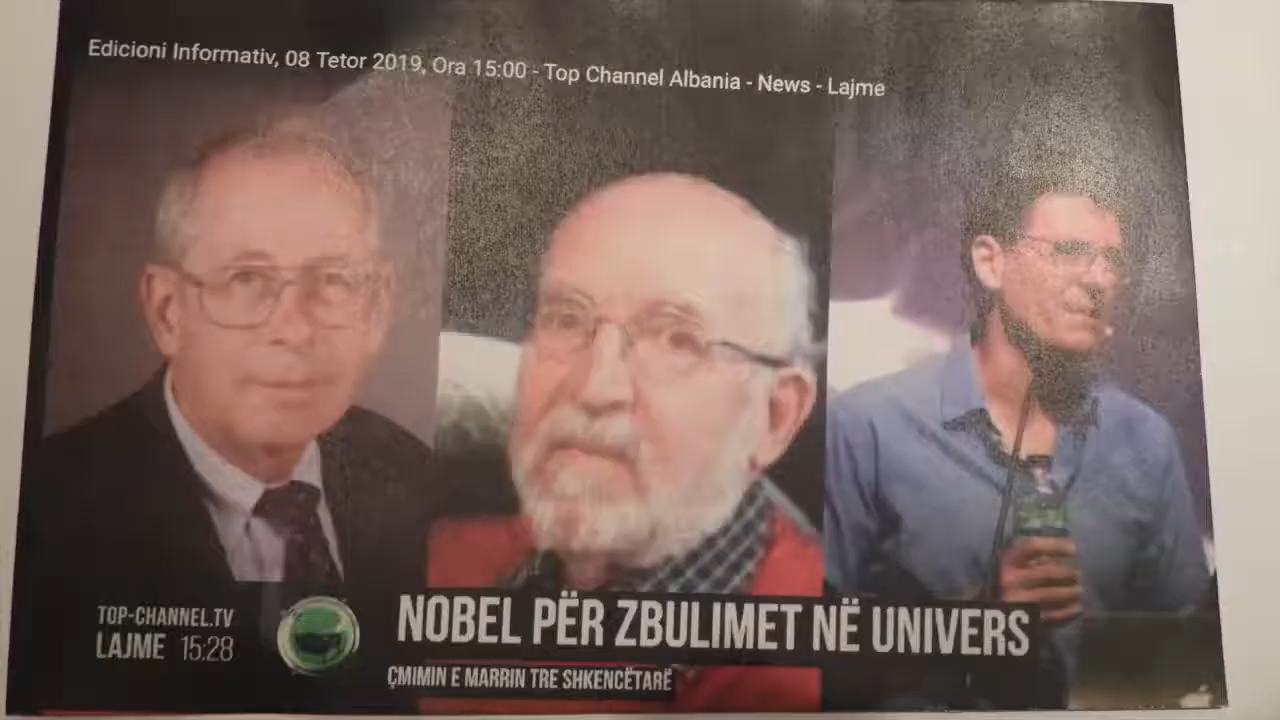 Edicioni Informativ, 08 Tetor 2019, Ora 15:00 - Top Channel Albania - News - Lajme
TOP-CHANNEL.TV
LAJME 15:28
NOBEL PËR ZBULIMET NË UNIVERS
ÇMIMIN E MARRIN TRE SHKENCËTARË